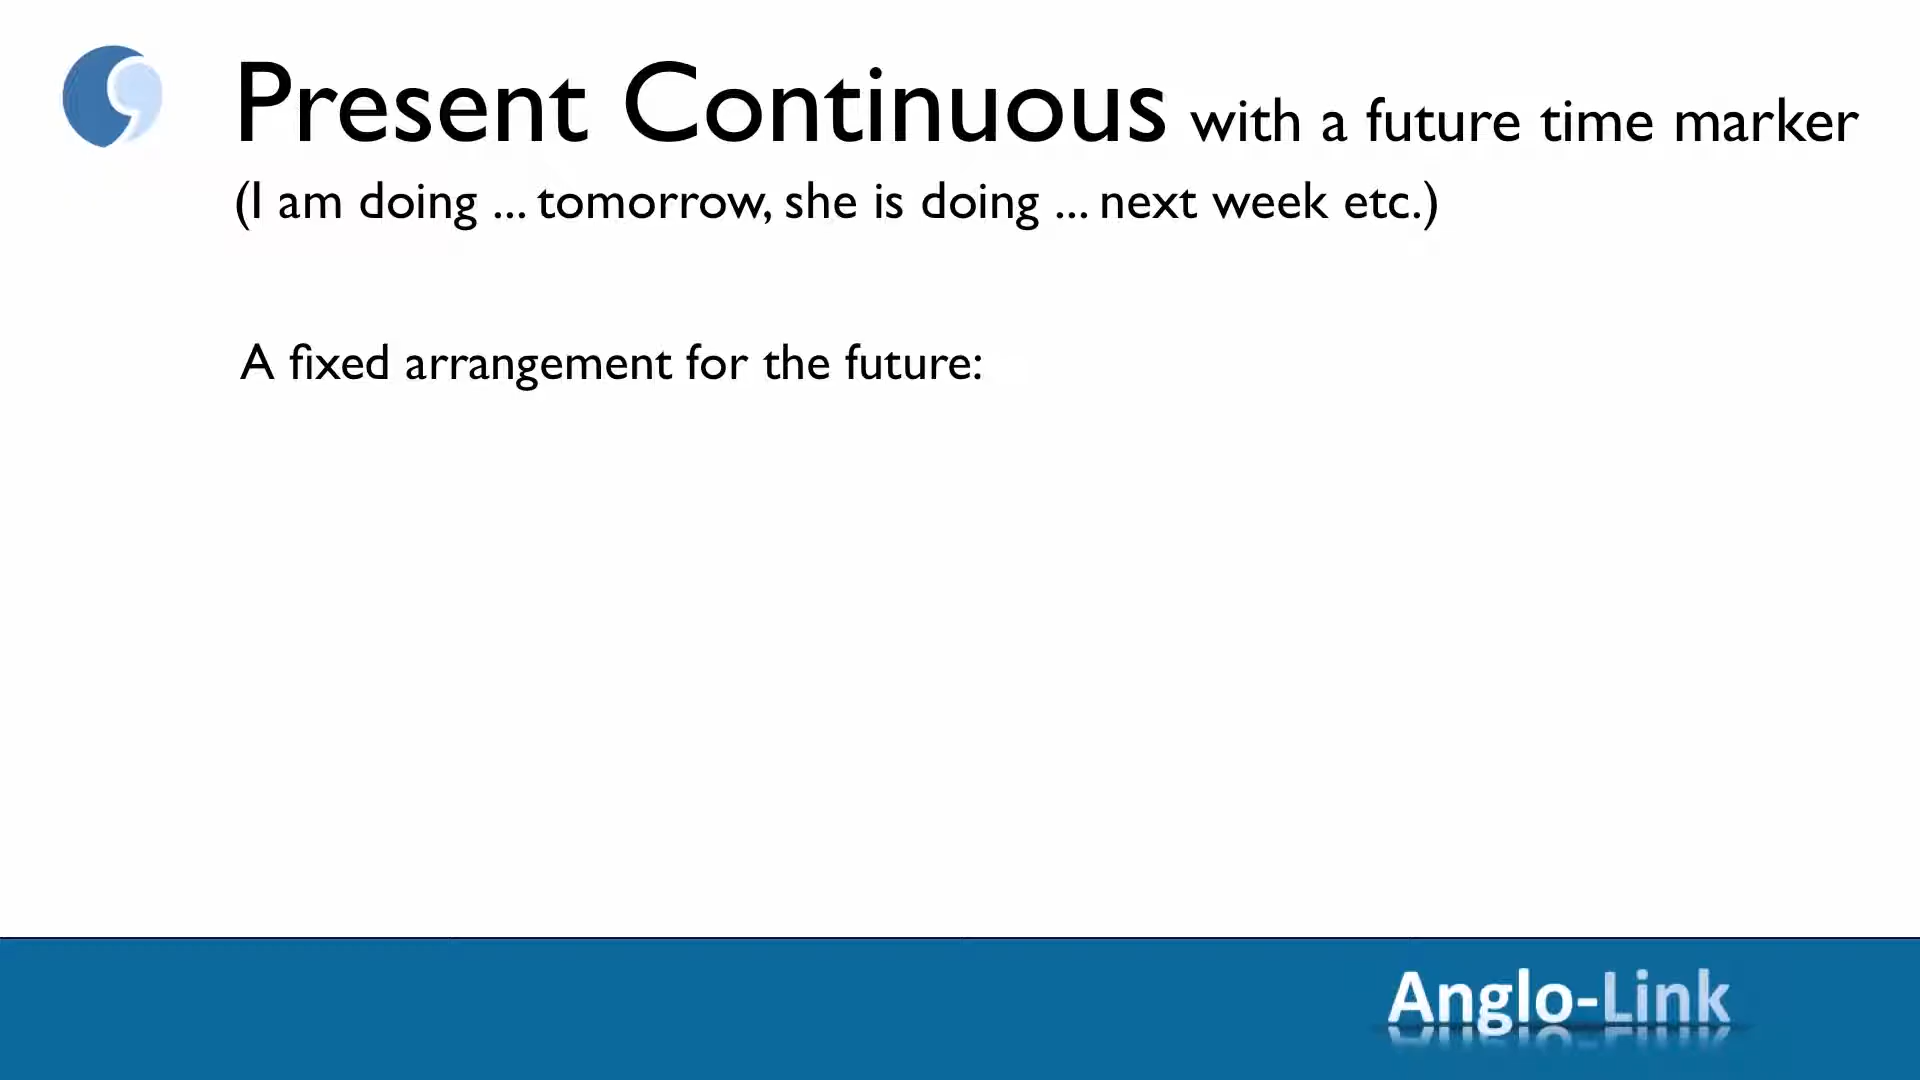 Present Continuous with a future time marker
(I am doing ... tomorrow, she is doing ... next week etc.)
A fixed arrangement for the future:
Anglo-Link